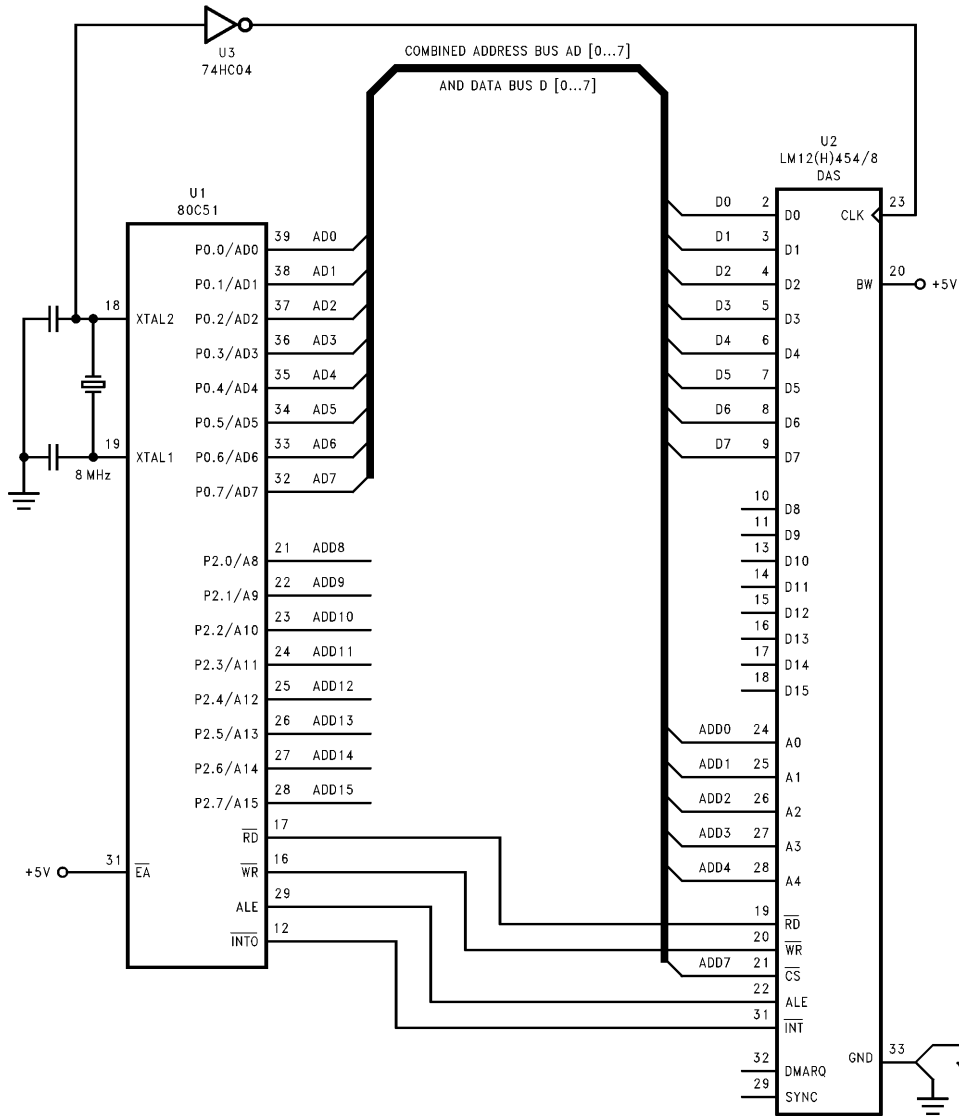 U3
74HC04
COMBINED ADDRESS BUS AD [0...7]
AND DATA BUS D [0...7]
U1
80C51
18 XTAL2
19 XTAL1
8 MHz
+5V 31 EA
P0.0/AD0 39 AD0
P0.1/AD1 38 AD1
P0.2/AD2 37 AD2
P0.3/AD3 36 AD3
P0.4/AD4 35 AD4
P0.5/AD5 34 AD5
P0.6/AD6 33 AD6
P0.7/AD7 32 AD7
P2.0/A8 21 ADD8
P2.1/A9 22 ADD9
P2.2/A10 23 ADD10
P2.3/A11 24 ADD11
P2.4/A12 25 ADD12
P2.5/A13 26 ADD13
P2.6/A14 27 ADD14
P2.7/A15 28 ADD15
RD 17
WR 16
ALE 29
INTO 12
U2
LM12(H)454/8
DAS
D0 2 D0
D1 3 D1
D2 4 D2
D3 5 D3
D4 6 D4
D5 7 D5
D6 8 D6
D7 9 D7
10 D8
11 D9
13 D10
14 D11
15 D12
16 D13
17 D14
18 D15
ADD0 24 A0
ADD1 25 A1
ADD2 26 A2
ADD3 27 A3
ADD4 28 A4
19 RD
20 WR
ADD7 21 CS
22 ALE
31 INT
32 DMARQ
29 SYNC
CLK 23
BW 20 +5V
GND 33